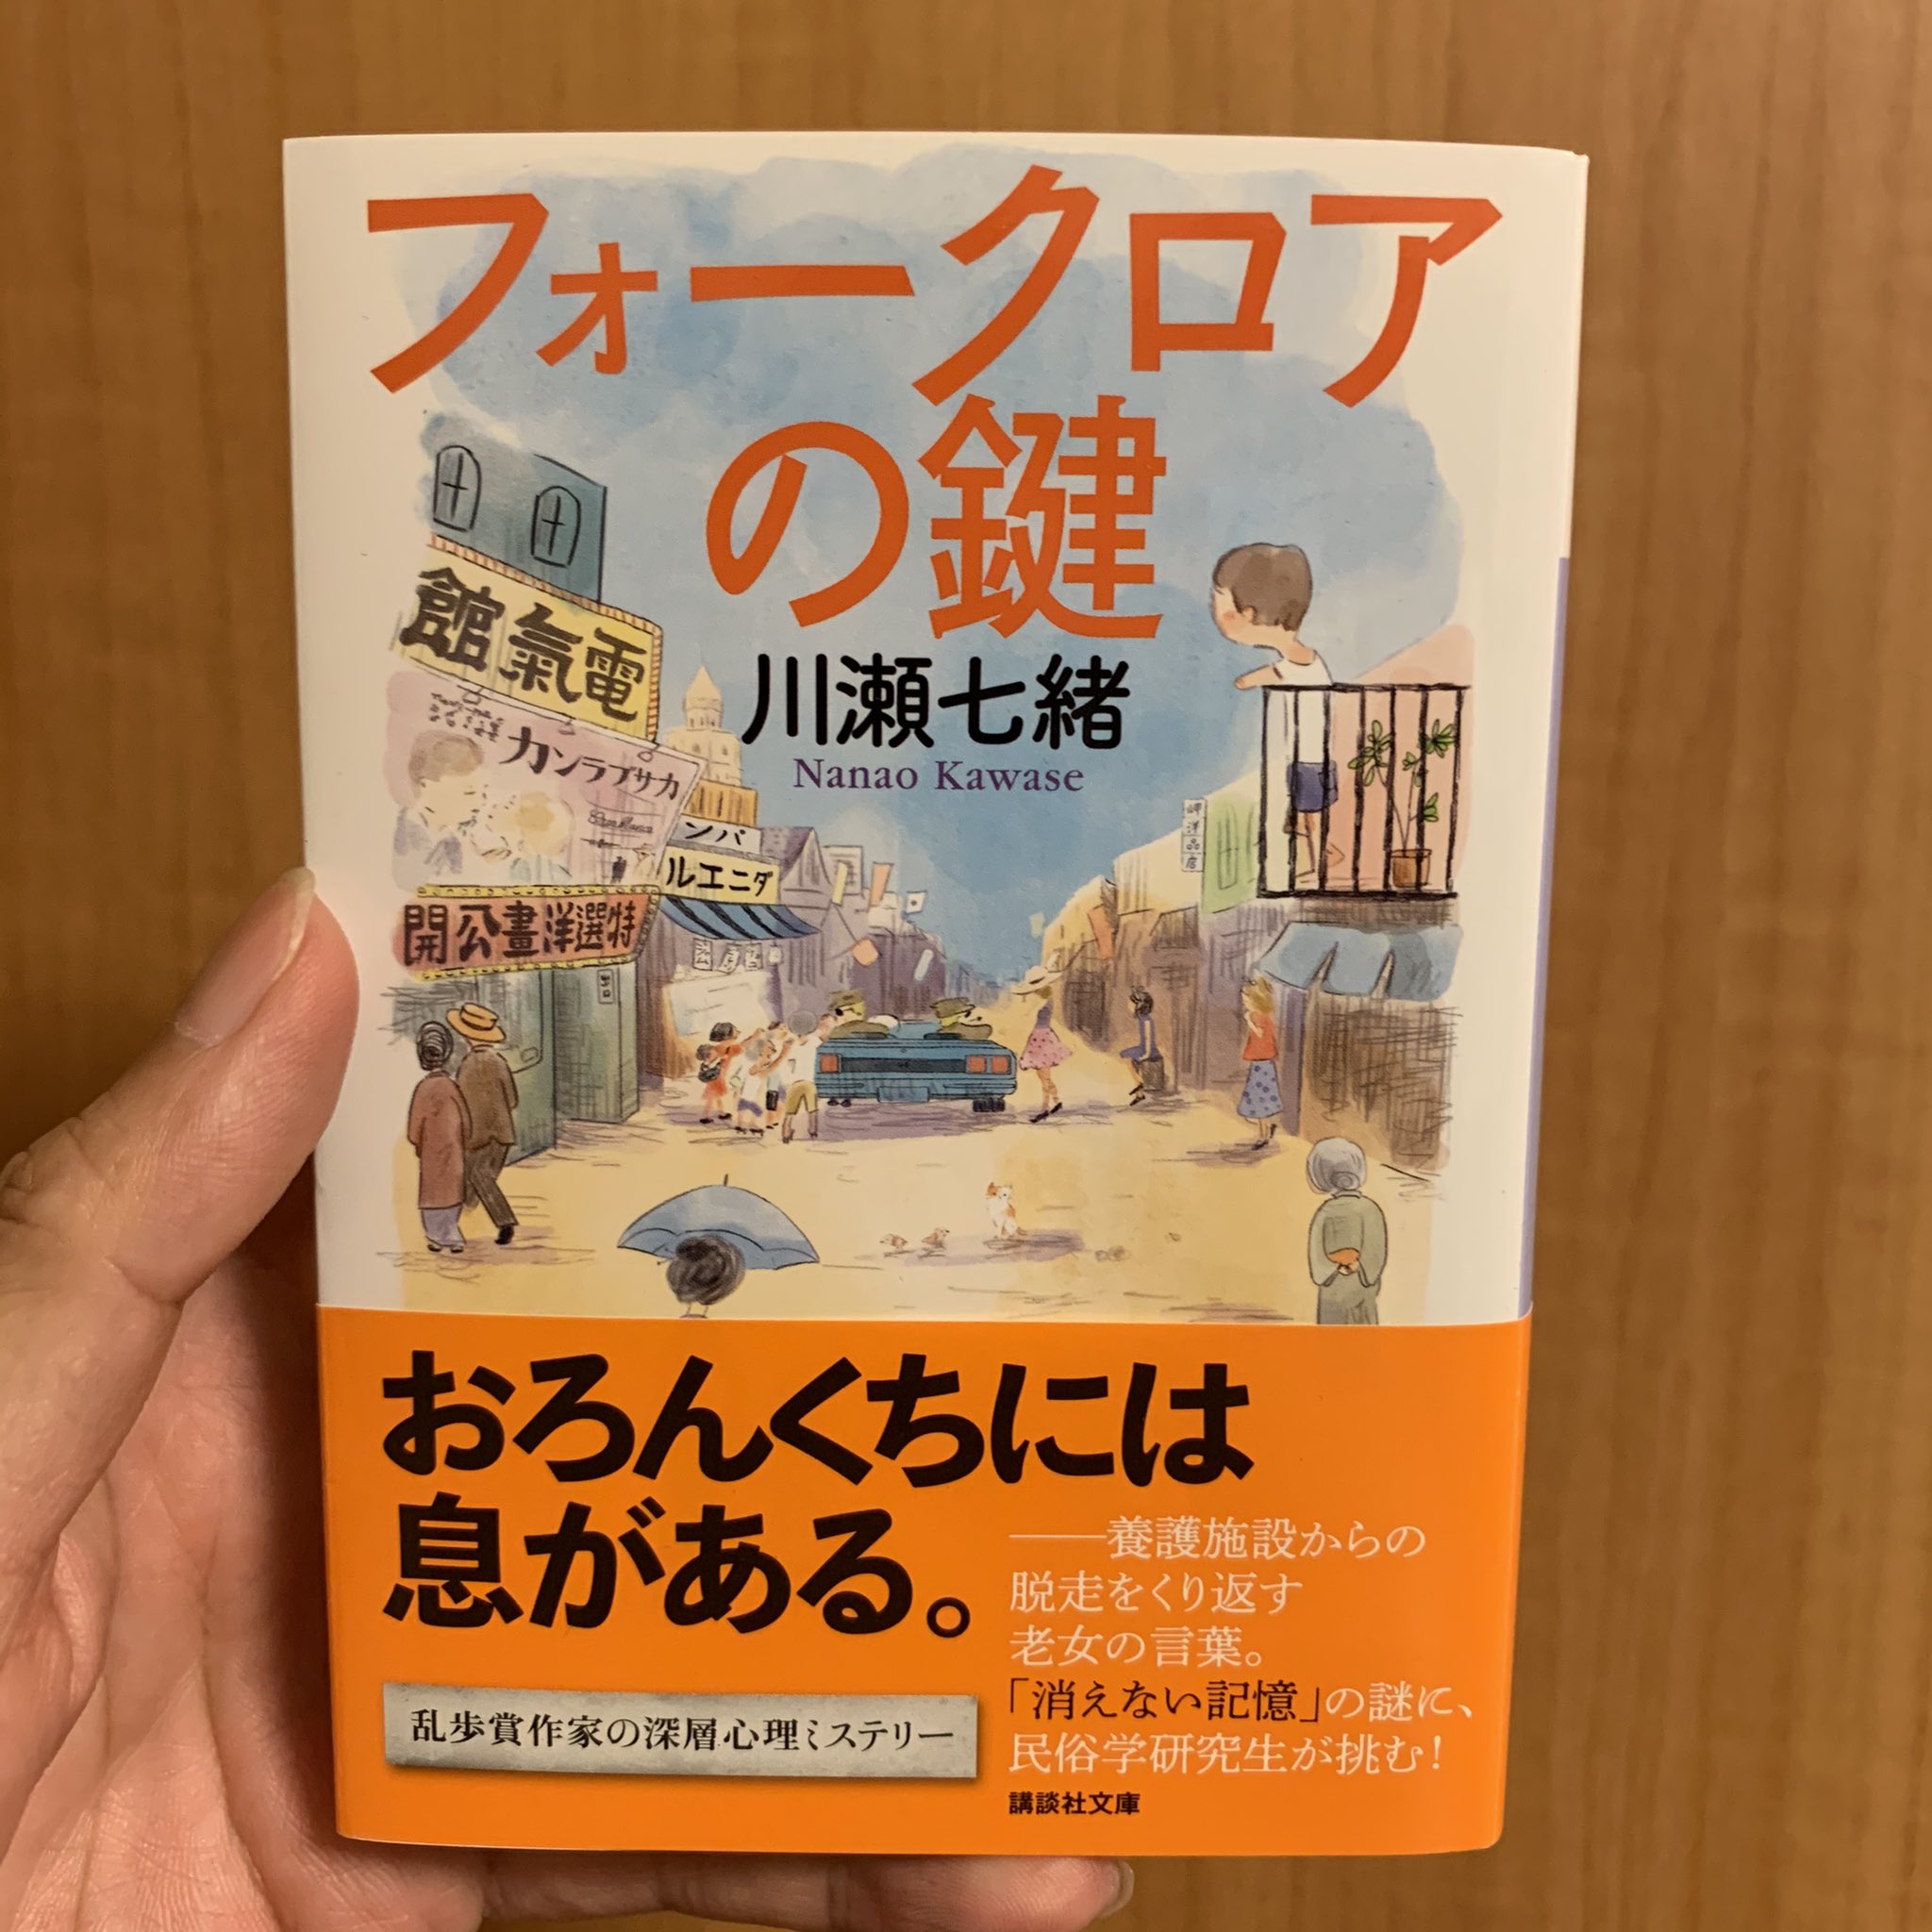 フォークロア
の鍵
川瀬七緒
Nanao Kawase
館氣電
カンラブサカ
ンパ
ルエニダ
開公畫洋選特
岬洋品店
おろんくちには
息がある。
──養護施設からの
脱走をくり返す
老女の言葉。
「消えない記憶」の謎に、
民俗学研究生が挑む!
乱歩賞作家の深層心理ミステリー
講談社文庫